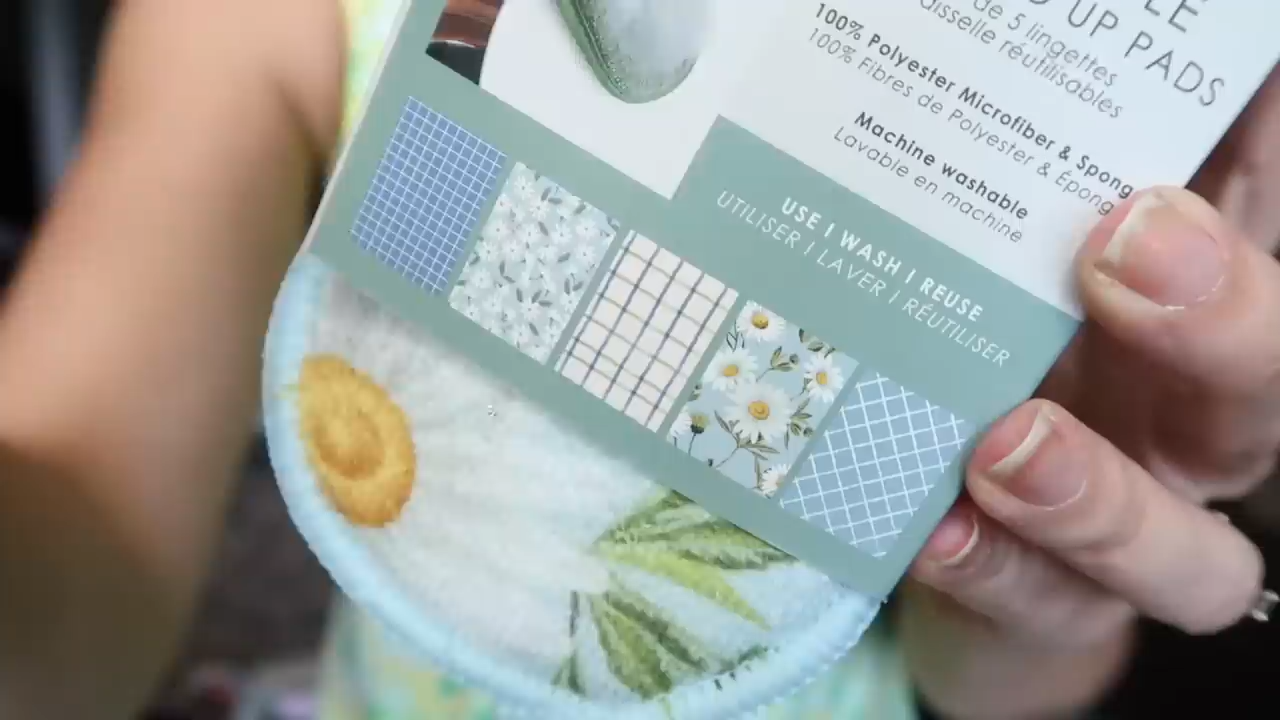 UP PADS
de 5 lingettes
réutilisables
100% Polyester Microfiber & Spong
100% Fibres de Polyester & Épong
Machine washable
Lavable en machine
USE | WASH | REUSE
UTILISER | LAVER | RÉUTILISER